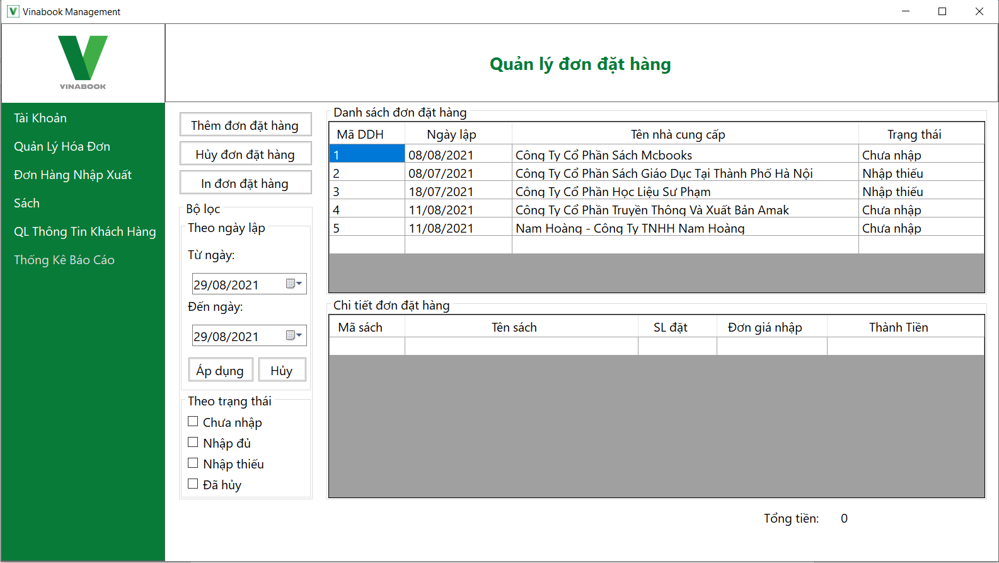 Vinabook Management
VINABOOK
Quản lý đơn đặt hàng
Tài Khoản
Quản Lý Hóa Đơn
Đơn Hàng Nhập Xuất
Sách
QL Thông Tin Khách Hàng
Thống Kê Báo Cáo
Thêm đơn đặt hàng
Hủy đơn đặt hàng
In đơn đặt hàng
Bộ lọc
Theo ngày lập
Từ ngày:
29/08/2021
Đến ngày:
29/08/2021
Áp dụng Hủy
Theo trạng thái
Chưa nhập
Nhập đủ
Nhập thiếu
Đã hủy
Danh sách đơn đặt hàng
Mã DDH Ngày lập Tên nhà cung cấp Trạng thái
1 08/08/2021 Công Ty Cổ Phần Sách Mcbooks Chưa nhập
2 08/07/2021 Công Ty Cổ Phần Sách Giáo Dục Tại Thành Phố Hà Nội Nhập thiếu
3 18/07/2021 Công Ty Cổ Phần Học Liệu Sư Phạm Nhập thiếu
4 11/08/2021 Công Ty Cổ Phần Truyền Thông Và Xuất Bản Amak Chưa nhập
5 11/08/2021 Nam Hoàng - Công Ty TNHH Nam Hoàng Chưa nhập
Chi tiết đơn đặt hàng
Mã sách Tên sách SL đặt Đơn giá nhập Thành Tiền
Tổng tiền: 0